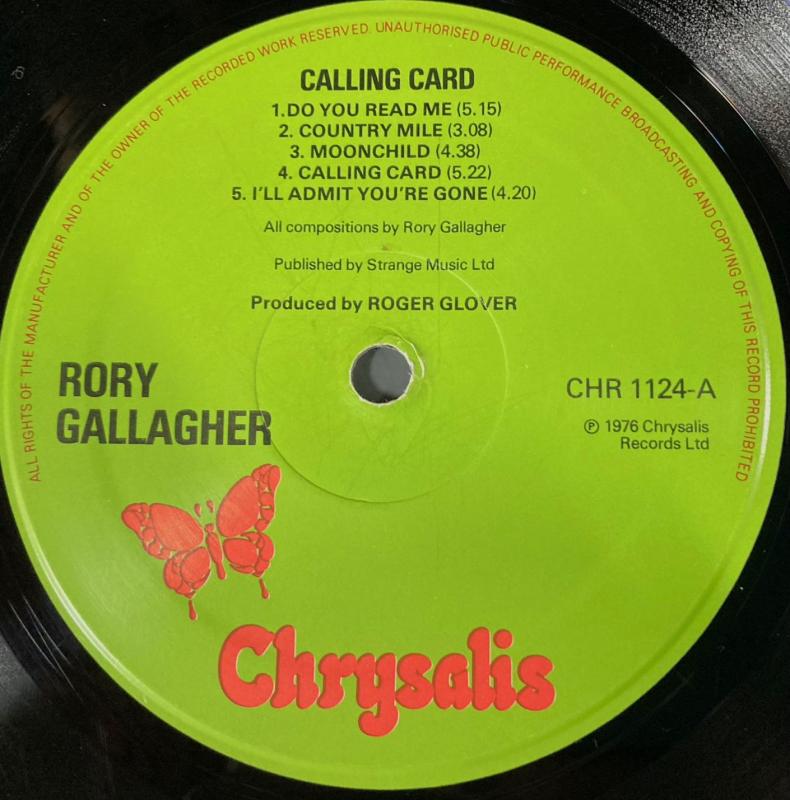 ALL RIGHTS OF THE MANUFACTURER AND OF THE OWNER OF THE RECORDED WORK RESERVED. UNAUTHORISED PUBLIC PERFORMANCE BROADCASTING AND COPYING OF THIS RECORD PROHIBITED
CALLING CARD
1.DO YOU READ ME (5.15)
2. COUNTRY MILE (3.08)
3. MOONCHILD (4.38)
4. CALLING CARD (5.22)
5. I'LL ADMIT YOU'RE GONE (4.20)
All compositions by Rory Gallagher
Published by Strange Music Ltd
Produced by ROGER GLOVER
RORY
GALLAGHER
CHR 1124-A
℗ 1976 Chrysalis
Records Ltd
Chrysalis